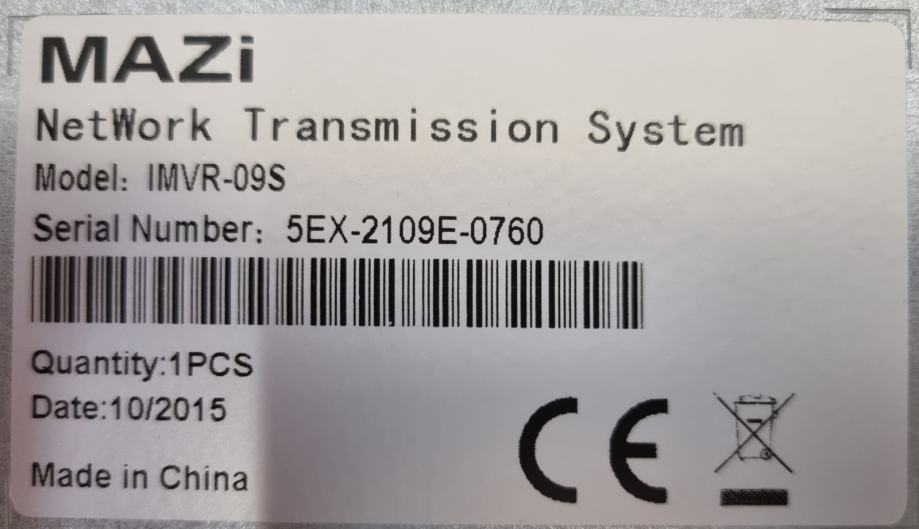 MAZi
NetWork Transmission System
Model: IMVR-09S
Serial Number: 5EX-2109E-0760
Quantity:1PCS
Date:10/2015
Made in China
CE